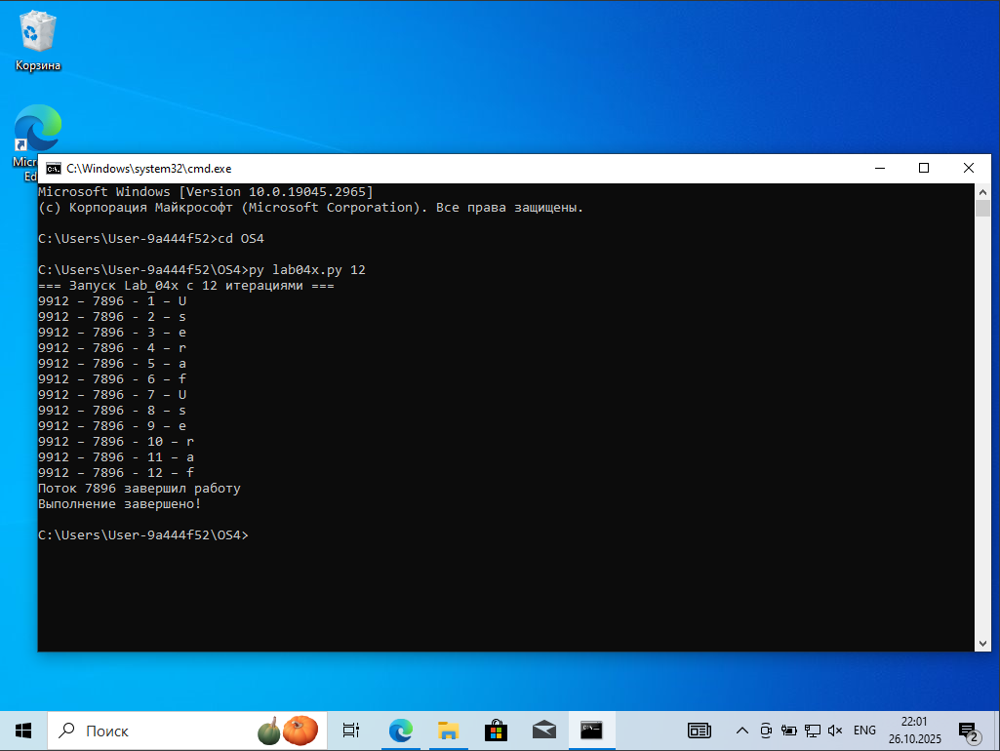 Корзина
Micr
Ed
C:\Windows\system32\cmd.exe
Microsoft Windows [Version 10.0.19045.2965]
(c) Корпорация Майкрософт (Microsoft Corporation). Все права защищены.
C:\Users\User-9a444f52>cd OS4
C:\Users\User-9a444f52\OS4>py lab04x.py 12
=== Запуск Lab_04x с 12 итерациями ===
9912 – 7896 - 1 – U
9912 – 7896 - 2 – s
9912 – 7896 - 3 – e
9912 – 7896 - 4 – r
9912 – 7896 - 5 – a
9912 – 7896 - 6 – f
9912 – 7896 - 7 – U
9912 – 7896 - 8 – s
9912 – 7896 - 9 – e
9912 – 7896 - 10 – r
9912 – 7896 - 11 – a
9912 – 7896 - 12 – f
Поток 7896 завершил работу
Выполнение завершено!
C:\Users\User-9a444f52\OS4>
Поиск
ENG
22:01
26.10.2025
2